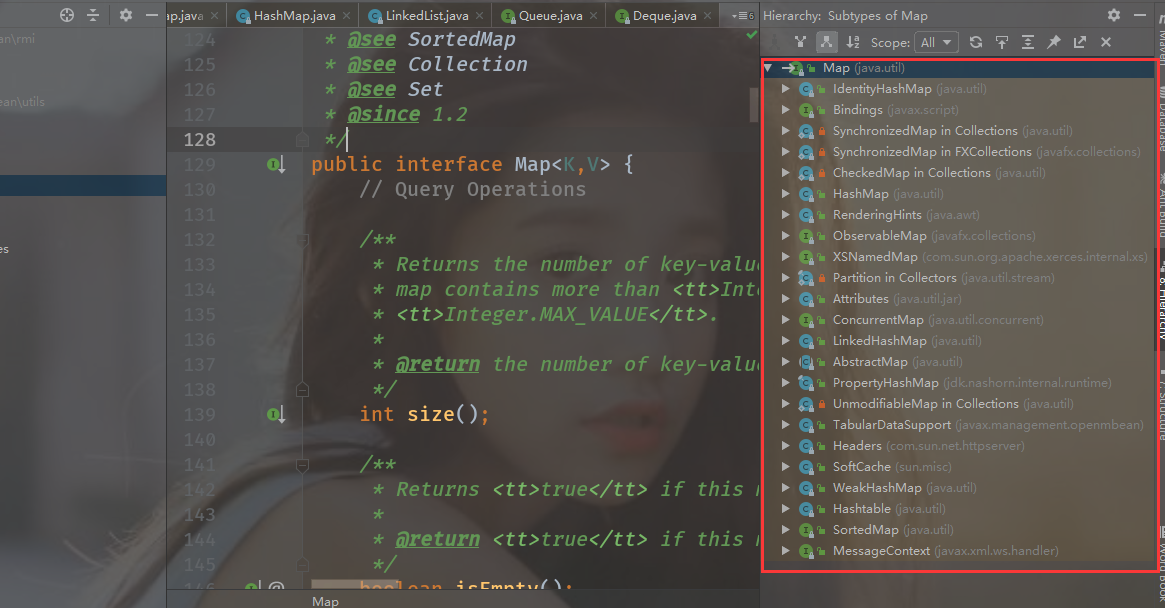 ap.java HashMap.java LinkedList.java Queue.java Deque.java 6
Hierarchy: Subtypes of Map
Scope: All
an\rmi
ean\utils
es
124 * @see SortedMap
125 * @see Collection
126 * @see Set
127 * @since 1.2
128 */
129 public interface Map<K,V> {
130 // Query Operations
131
132 /**
133 * Returns the number of key-value
134 * map contains more than <tt>Inte
135 * <tt>Integer.MAX_VALUE</tt>.
136 *
137 * @return the number of key-value
138 */
139 int size();
140
141 /**
142 * Returns <tt>true</tt> if this
143 *
144 * @return <tt>true</tt> if this
145 */
146 @ boolean isEmpty();
Map
Map (java.util)
IdentityHashMap (java.util)
Bindings (javax.script)
SynchronizedMap in Collections (java.util)
SynchronizedMap in FXCollections (javafx.collections)
CheckedMap in Collections (java.util)
HashMap (java.util)
RenderingHints (java.awt)
ObservableMap (javafx.collections)
XSNamedMap (com.sun.org.apache.xerces.internal.xs)
Partition in Collectors (java.util.stream)
Attributes (java.util.jar)
ConcurrentMap (java.util.concurrent)
LinkedHashMap (java.util)
AbstractMap (java.util)
PropertyHashMap (jdk.nashorn.internal.runtime)
UnmodifiableMap in Collections (java.util)
TabularDataSupport (javax.management.openmbean)
Headers (com.sun.net.httpserver)
SoftCache (sun.misc)
WeakHashMap (java.util)
Hashtable (java.util)
SortedMap (java.util)
MessageContext (javax.xml.ws.handler)